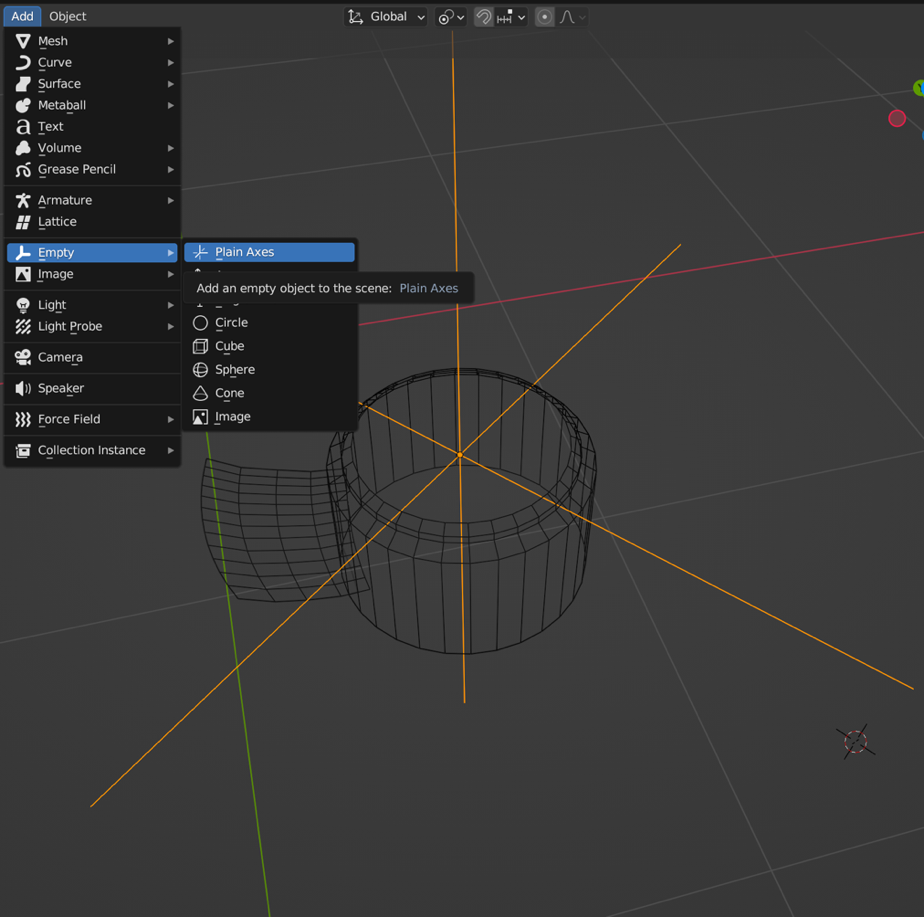 Add Object
Global
Mesh
Curve
Surface
Metaball
Text
Volume
Grease Pencil
Armature
Lattice
Empty
Plain Axes
Image
Add an empty object to the scene: Plain Axes
Light
Light Probe
Circle
Cube
Camera
Sphere
Speaker
Cone
Force Field
Image
Collection Instance